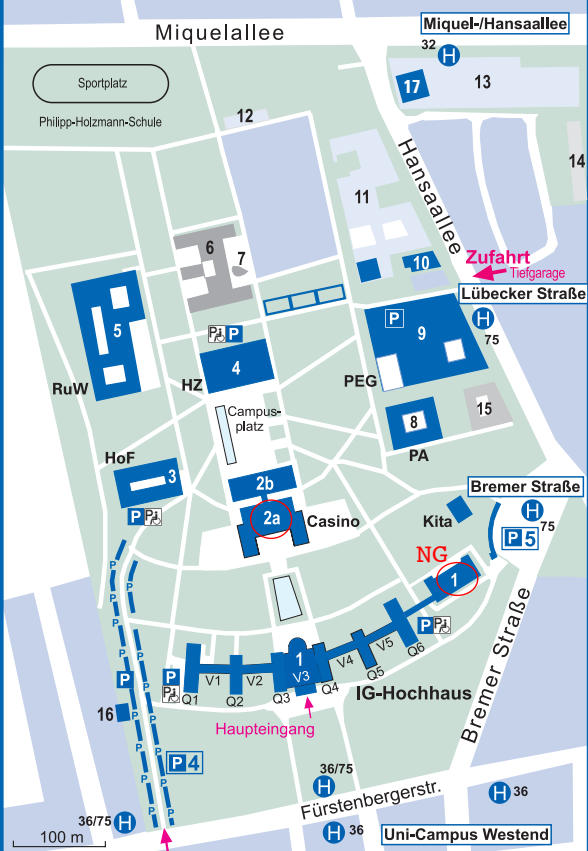 Miquelallee
Miquel-/Hansaallee
32
H
Sportplatz
Philipp-Holzmann-Schule
17
13
12
14
Hansaallee
11
6
7
10
Zufahrt
Tiefgarage
Lübecker Straße
H
75
5
P
P
9
4
RuW
HZ
PEG
Campus-
platz
8
15
PA
HoF
3
2b
Bremer Straße
H
75
P
2a
Casino
Kita
P 5
NG
1
P
P
1
V3
V1
V2
V4
V5
Q1
Q2
Q3
Q4
Q5
Q6
P
IG-Hochhaus
Bremer Straße
P
16
Haupteingang
P 4
36/75
H
Fürstenbergerstr.
H
36
36/75
H
H
36
Uni-Campus Westend
100 m